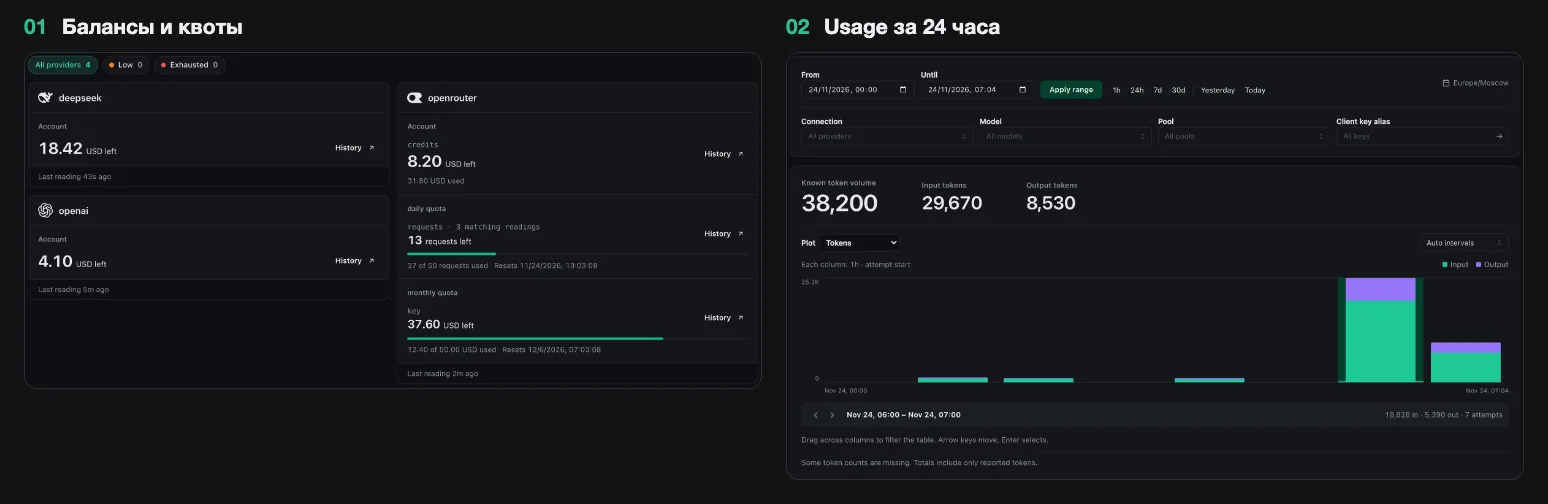 01 Балансы и квоты
All providers 4 Low 0 Exhausted 0
deepseek
Account
18.42 USD left
History
Last reading 43s ago
openai
Account
4.10 USD left
History
Last reading 5m ago
openrouter
Account
credits
8.20 USD left
History
31.80 USD used
daily quota
requests · 3 matching readings
13 requests left
History
37 of 50 requests used Resets 11/24/2026, 13:03:08
monthly quota
key
37.60 USD left
History
12.40 of 50.00 USD used Resets 12/6/2026, 07:03:08
Last reading 2m ago
02 Usage за 24 часа
From Until
24/11/2026, 00:00 24/11/2026, 07:04 Apply range 1h 24h 7d 30d Yesterday Today
Europe/Moscow
Connection Model Pool Client key alias
All providers All models All pools All keys
Known token volume Input tokens Output tokens
38,200 29,670 8,530
Plot Tokens Auto intervals
Each column: 1h · attempt start Input Output
0
Nov 24, 00:00 Nov 24, 07:04
Nov 24, 06:00 – Nov 24, 07:00 19,828 in · 5,390 out · 7 attempts
Drag across columns to filter the table. Arrow keys move, Enter selects.
Some token counts are missing. Totals include only reported tokens.